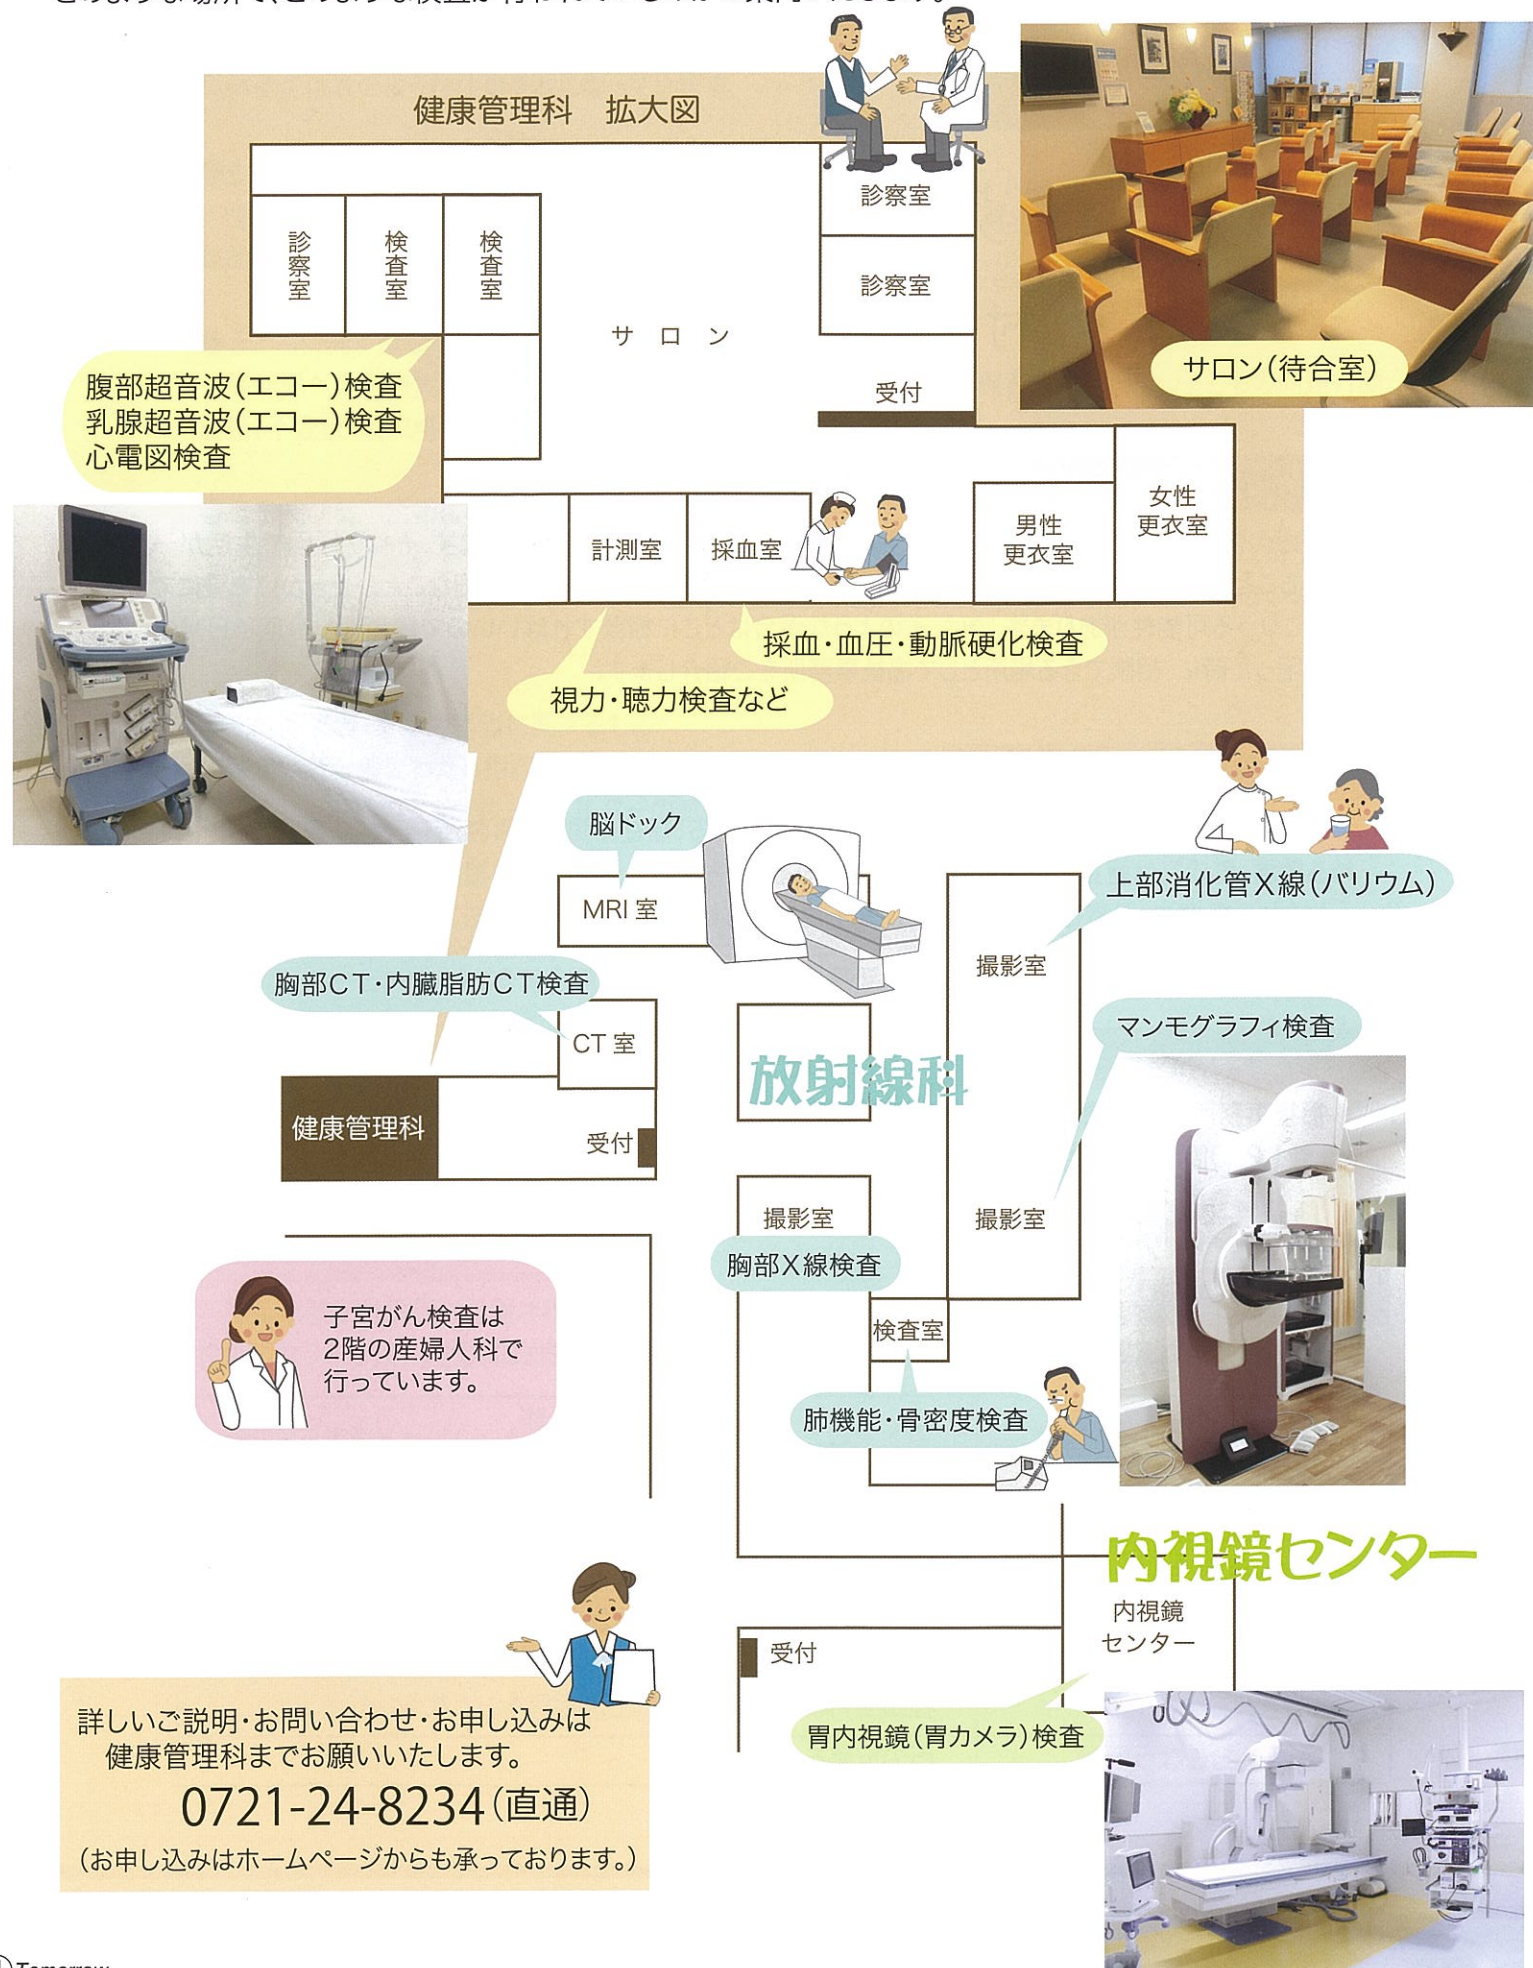 健康管理科 拡大図
診察室
診察室
検査室
検査室
診察室
サロン
受付
サロン(待合室)
腹部超音波(エコー)検査
乳腺超音波(エコー)検査
心電図検査
計測室
採血室
男性
更衣室
女性
更衣室
採血・血圧・動脈硬化検査
視力・聴力検査など
脳ドック
MRI 室
上部消化管X線(バリウム)
撮影室
胸部CT・内臓脂肪CT検査
CT 室
マンモグラフィ検査
放射線科
健康管理科
受付
撮影室
撮影室
胸部X線検査
子宮がん検査は
2階の産婦人科で
行っています。
検査室
肺機能・骨密度検査
内視鏡センター
内視鏡
センター
受付
胃内視鏡(胃カメラ)検査
詳しいご説明・お問い合わせ・お申し込みは
健康管理科までお願いいたします。
0721-24-8234(直通)
(お申し込みはホームページからも承っております。)